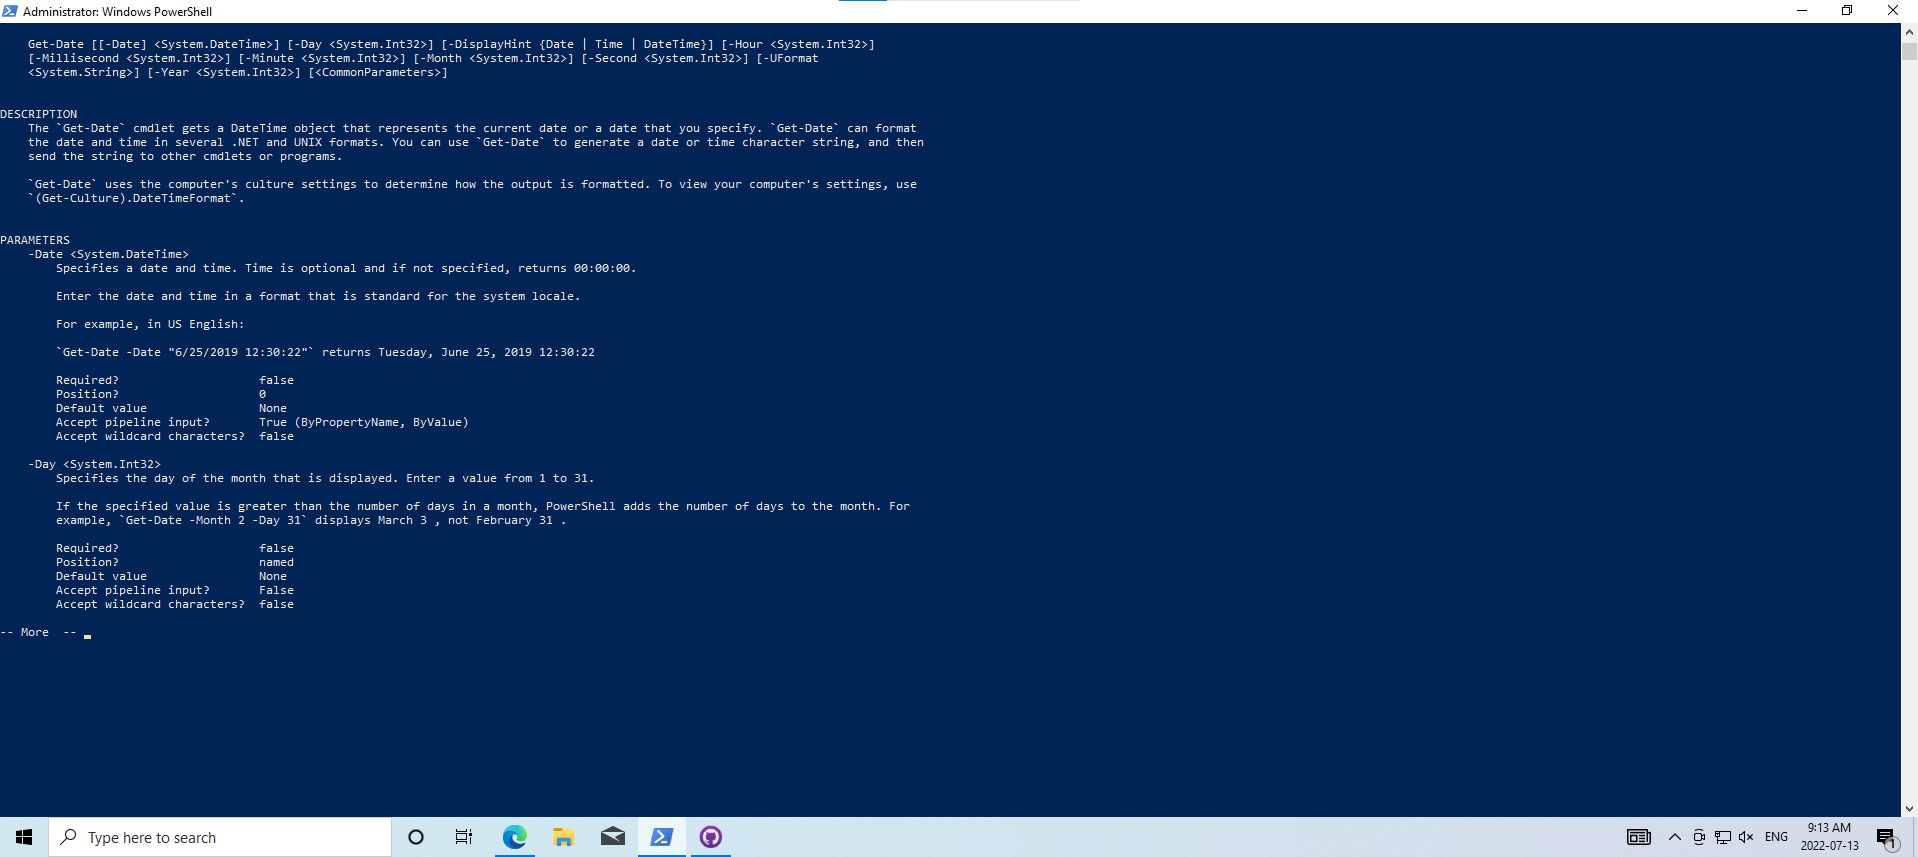 Administrator: Windows PowerShell
Get-Date [[-Date] <System.DateTime>] [-Day <System.Int32>] [-DisplayHint {Date | Time | DateTime}] [-Hour <System.Int32>]
[-Millisecond <System.Int32>] [-Minute <System.Int32>] [-Month <System.Int32>] [-Second <System.Int32>] [-UFormat
<System.String>] [-Year <System.Int32>] [<CommonParameters>]
DESCRIPTION
The `Get-Date` cmdlet gets a DateTime object that represents the current date or a date that you specify. `Get-Date` can format
the date and time in several .NET and UNIX formats. You can use `Get-Date` to generate a date or time character string, and then
send the string to other cmdlets or programs.
`Get-Date` uses the computer's culture settings to determine how the output is formatted. To view your computer's settings, use
`(Get-Culture).DateTimeFormat`.
PARAMETERS
-Date <System.DateTime>
Specifies a date and time. Time is optional and if not specified, returns 00:00:00.
Enter the date and time in a format that is standard for the system locale.
For example, in US English:
`Get-Date -Date "6/25/2019 12:30:22"` returns Tuesday, June 25, 2019 12:30:22
Required? false
Position? 0
Default value None
Accept pipeline input? True (ByPropertyName, ByValue)
Accept wildcard characters? false
-Day <System.Int32>
Specifies the day of the month that is displayed. Enter a value from 1 to 31.
If the specified value is greater than the number of days in a month, PowerShell adds the number of days to the month. For
example, `Get-Date -Month 2 -Day 31` displays March 3 , not February 31 .
Required? false
Position? named
Default value None
Accept pipeline input? False
Accept wildcard characters? false
-- More --
Type here to search
ENG
9:13 AM
2022-07-13
1